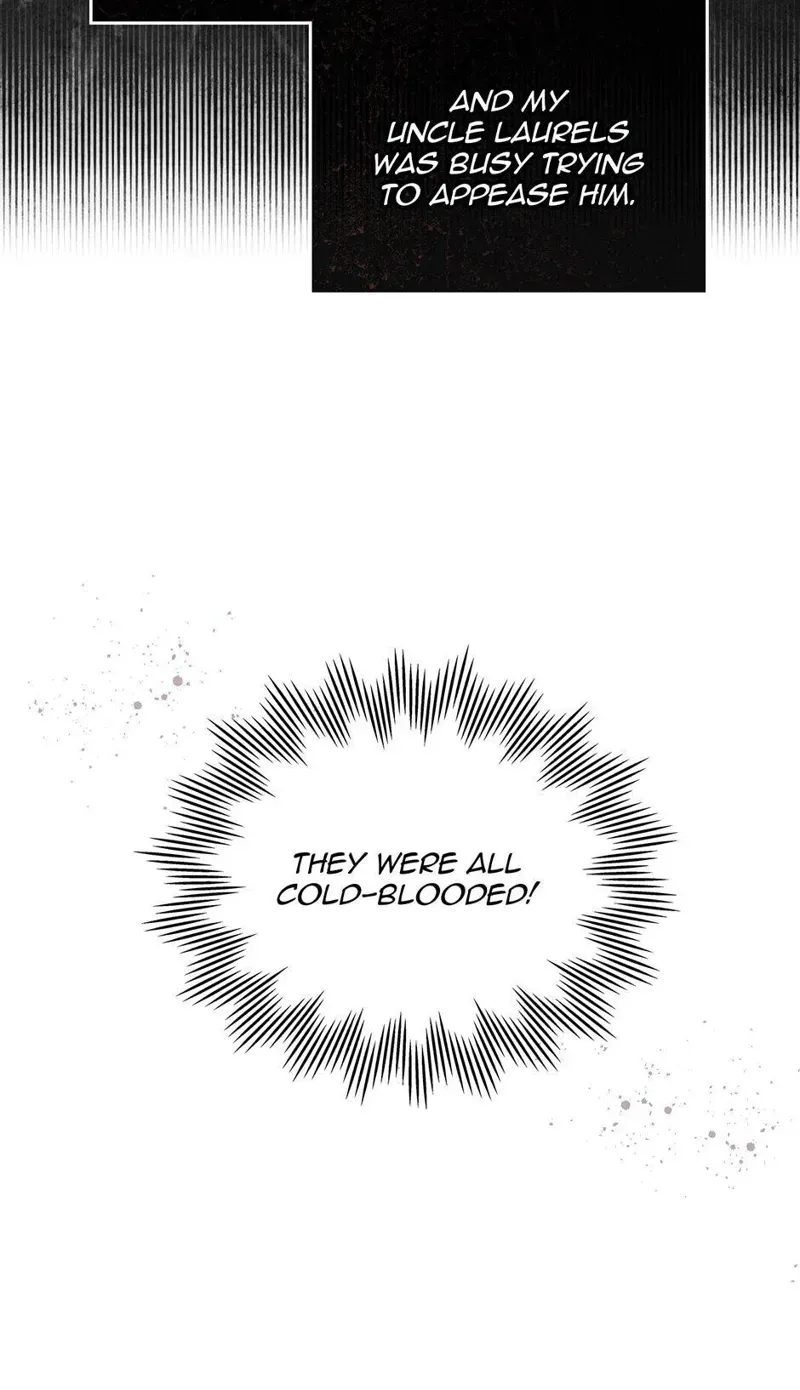 AND MY
UNCLE LAURELS
WAS BUSY TRYING
TO APPEASE HIM.
THEY WERE ALL
COLD-BLOODED!